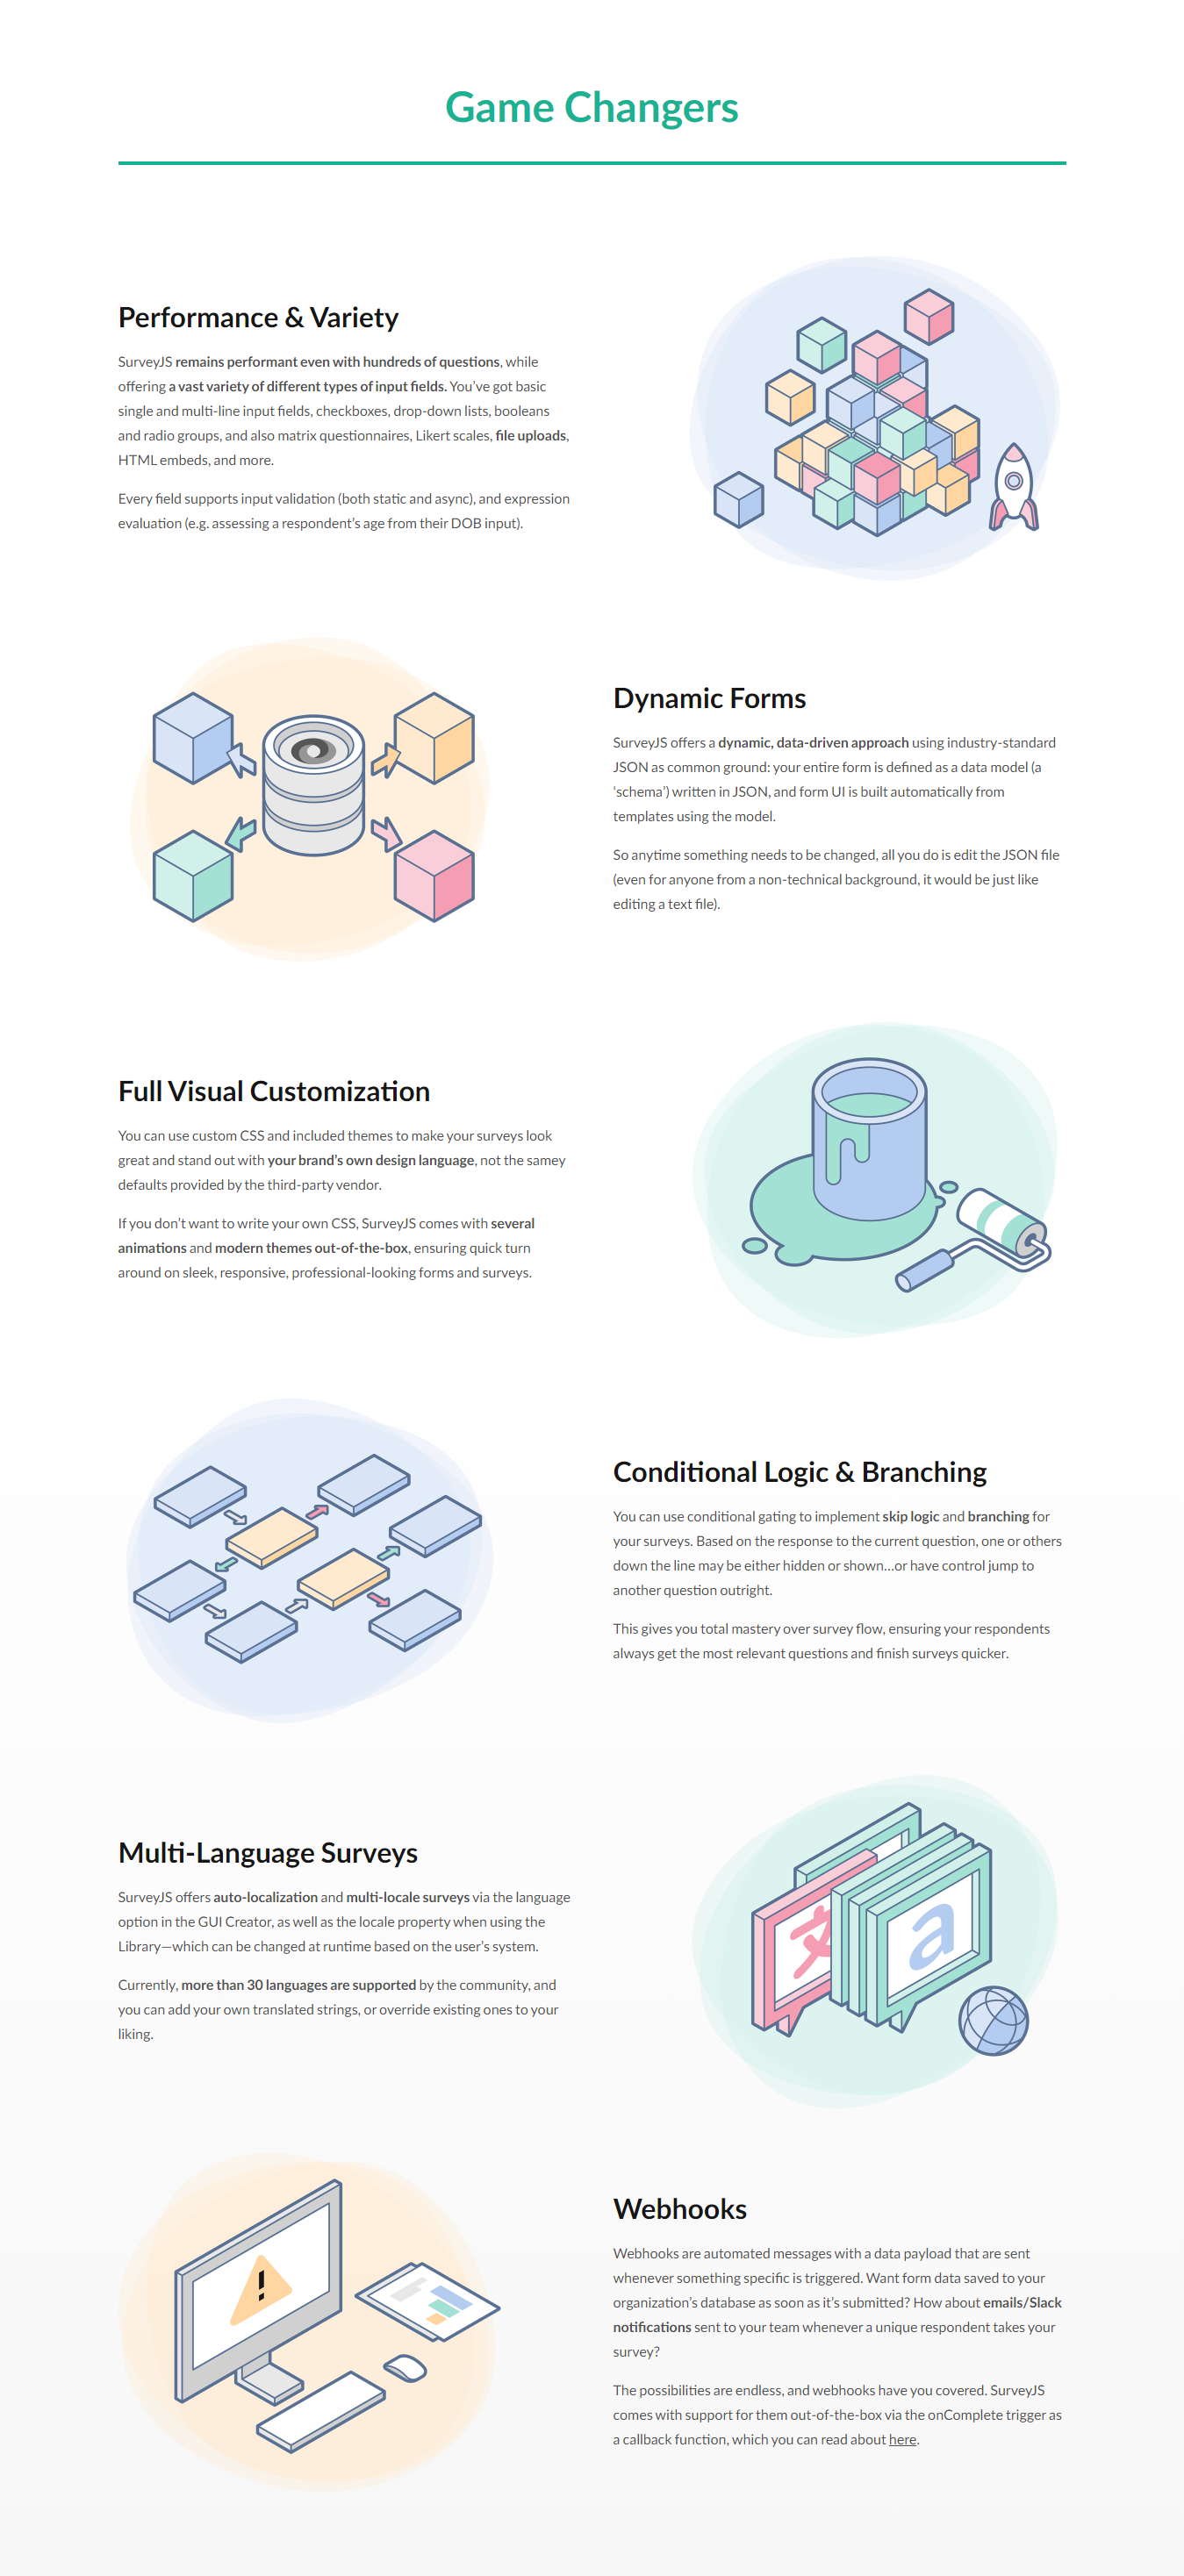 Game Changers
Performance & Variety
SurveyJS remains performant even with hundreds of questions, while
offering a vast variety of different types of input fields. You’ve got basic
single and multi-line input fields, checkboxes, drop-down lists, booleans
and radio groups, and also matrix questionnaires, Likert scales, file uploads,
HTML embeds, and more.
Every field supports input validation (both static and async), and expression
evaluation (e.g. assessing a respondent’s age from their DOB input).
Dynamic Forms
SurveyJS offers a dynamic, data-driven approach using industry-standard
JSON as common ground: your entire form is defined as a data model (a
‘schema’) written in JSON, and form UI is built automatically from
templates using the model.
So anytime something needs to be changed, all you do is edit the JSON file
(even for anyone from a non-technical background, it would be just like
editing a text file).
Full Visual Customization
You can use custom CSS and included themes to make your surveys look
great and stand out with your brand’s own design language, not the samey
defaults provided by the third-party vendor.
If you don’t want to write your own CSS, SurveyJS comes with several
animations and modern themes out-of-the-box, ensuring quick turn
around on sleek, responsive, professional-looking forms and surveys.
Conditional Logic & Branching
You can use conditional gating to implement skip logic and branching for
your surveys. Based on the response to the current question, one or others
down the line may be either hidden or shown...or have control jump to
another question outright.
This gives you total mastery over survey flow, ensuring your respondents
always get the most relevant questions and finish surveys quicker.
Multi-Language Surveys
SurveyJS offers auto-localization and multi-locale surveys via the language
option in the GUI Creator, as well as the locale property when using the
Library—which can be changed at runtime based on the user’s system.
Currently, more than 30 languages are supported by the community, and
you can add your own translated strings, or override existing ones to your
liking.
a
!
Webhooks
Webhooks are automated messages with a data payload that are sent
whenever something specific is triggered. Want form data saved to your
organization’s database as soon as it’s submitted? How about emails/Slack
notifications sent to your team whenever a unique respondent takes your
survey?
The possibilities are endless, and webhooks have you covered. SurveyJS
comes with support for them out-of-the-box via the onComplete trigger as
a callback function, which you can read about here.